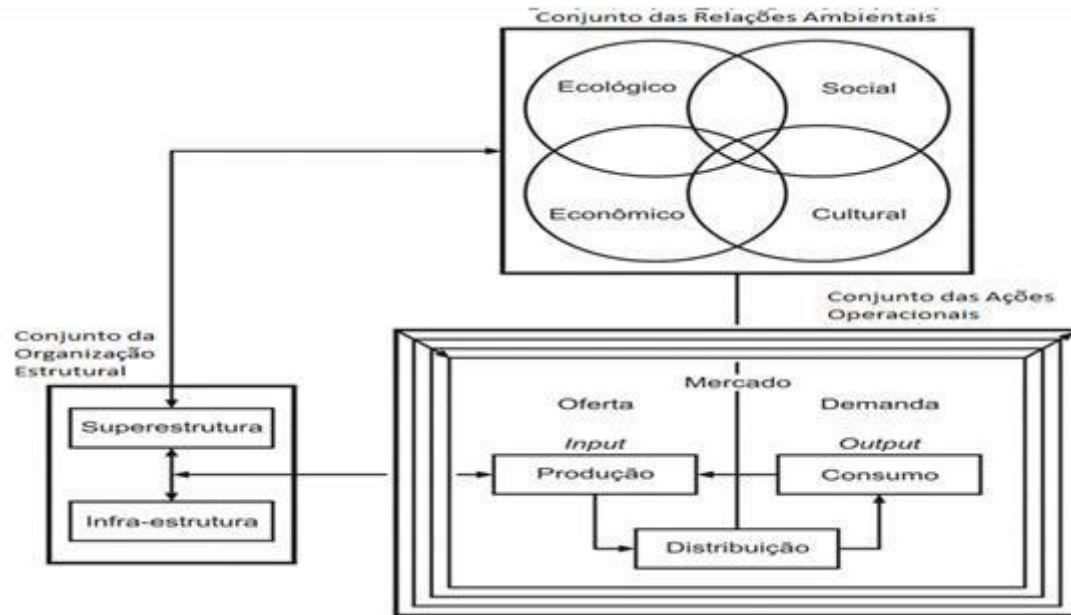 Conjunto das Relações Ambientais
Ecológico
Social
Econômico
Cultural
Conjunto das Ações
Operacionais
Conjunto da
Organização
Estrutural
Superestrutura
Infra-estrutura
Mercado
Oferta
Demanda
Input
Output
Produção
Consumo
Distribuição